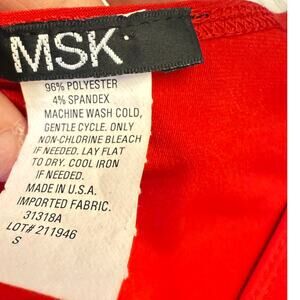 MSK
96% POLYESTER
4% SPANDEX
MACHINE WASH COLD,
GENTLE CYCLE. ONLY
NON-CHLORINE BLEACH
IF NEEDED. LAY FLAT
TO DRY. COOL IRON
IF NEEDED.
MADE IN U.S.A.
IMPORTED FABRIC.
31318A
LOT# 211946
S